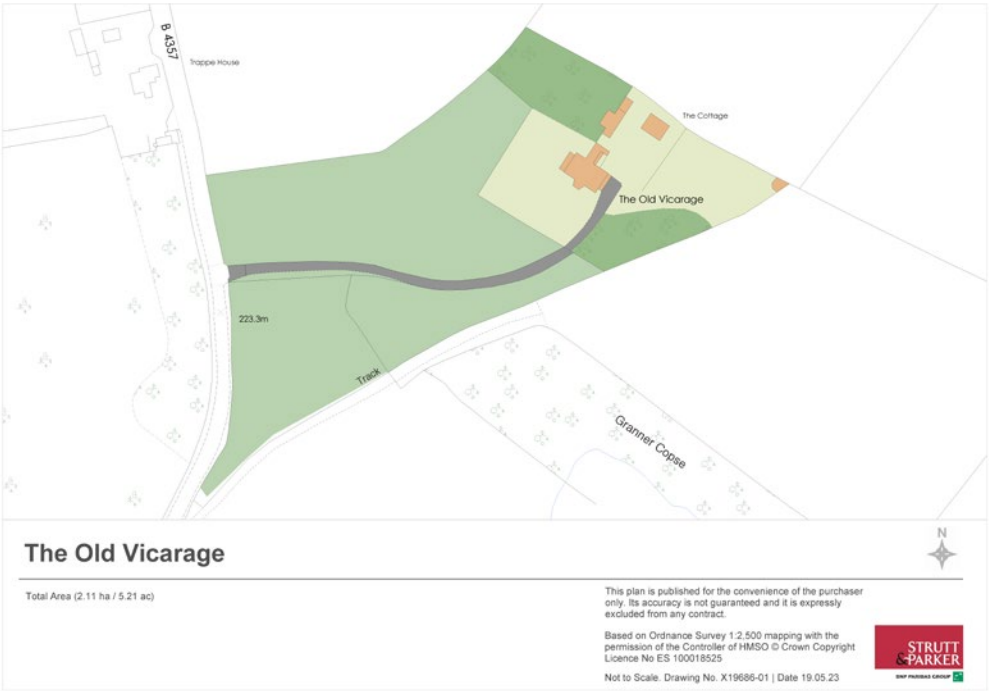 B 4357
Trappe House
The Cottage
The Old Vicarage
223.3m
Track
Granner Copse
The Old Vicarage
N
Total Area (2.11 ha / 5.21 ac)
This plan is published for the convenience of the purchaser
only. Its accuracy is not guaranteed and it is expressly
excluded from any contract.
Based on Ordnance Survey 1:2,500 mapping with the
permission of the Controller of HMSO © Crown Copyright
Licence No ES 100018525
Not to Scale. Drawing No. X19686-01 | Date 19.05.23
STRUTT
&PARKER
BNP PARIBAS GROUP